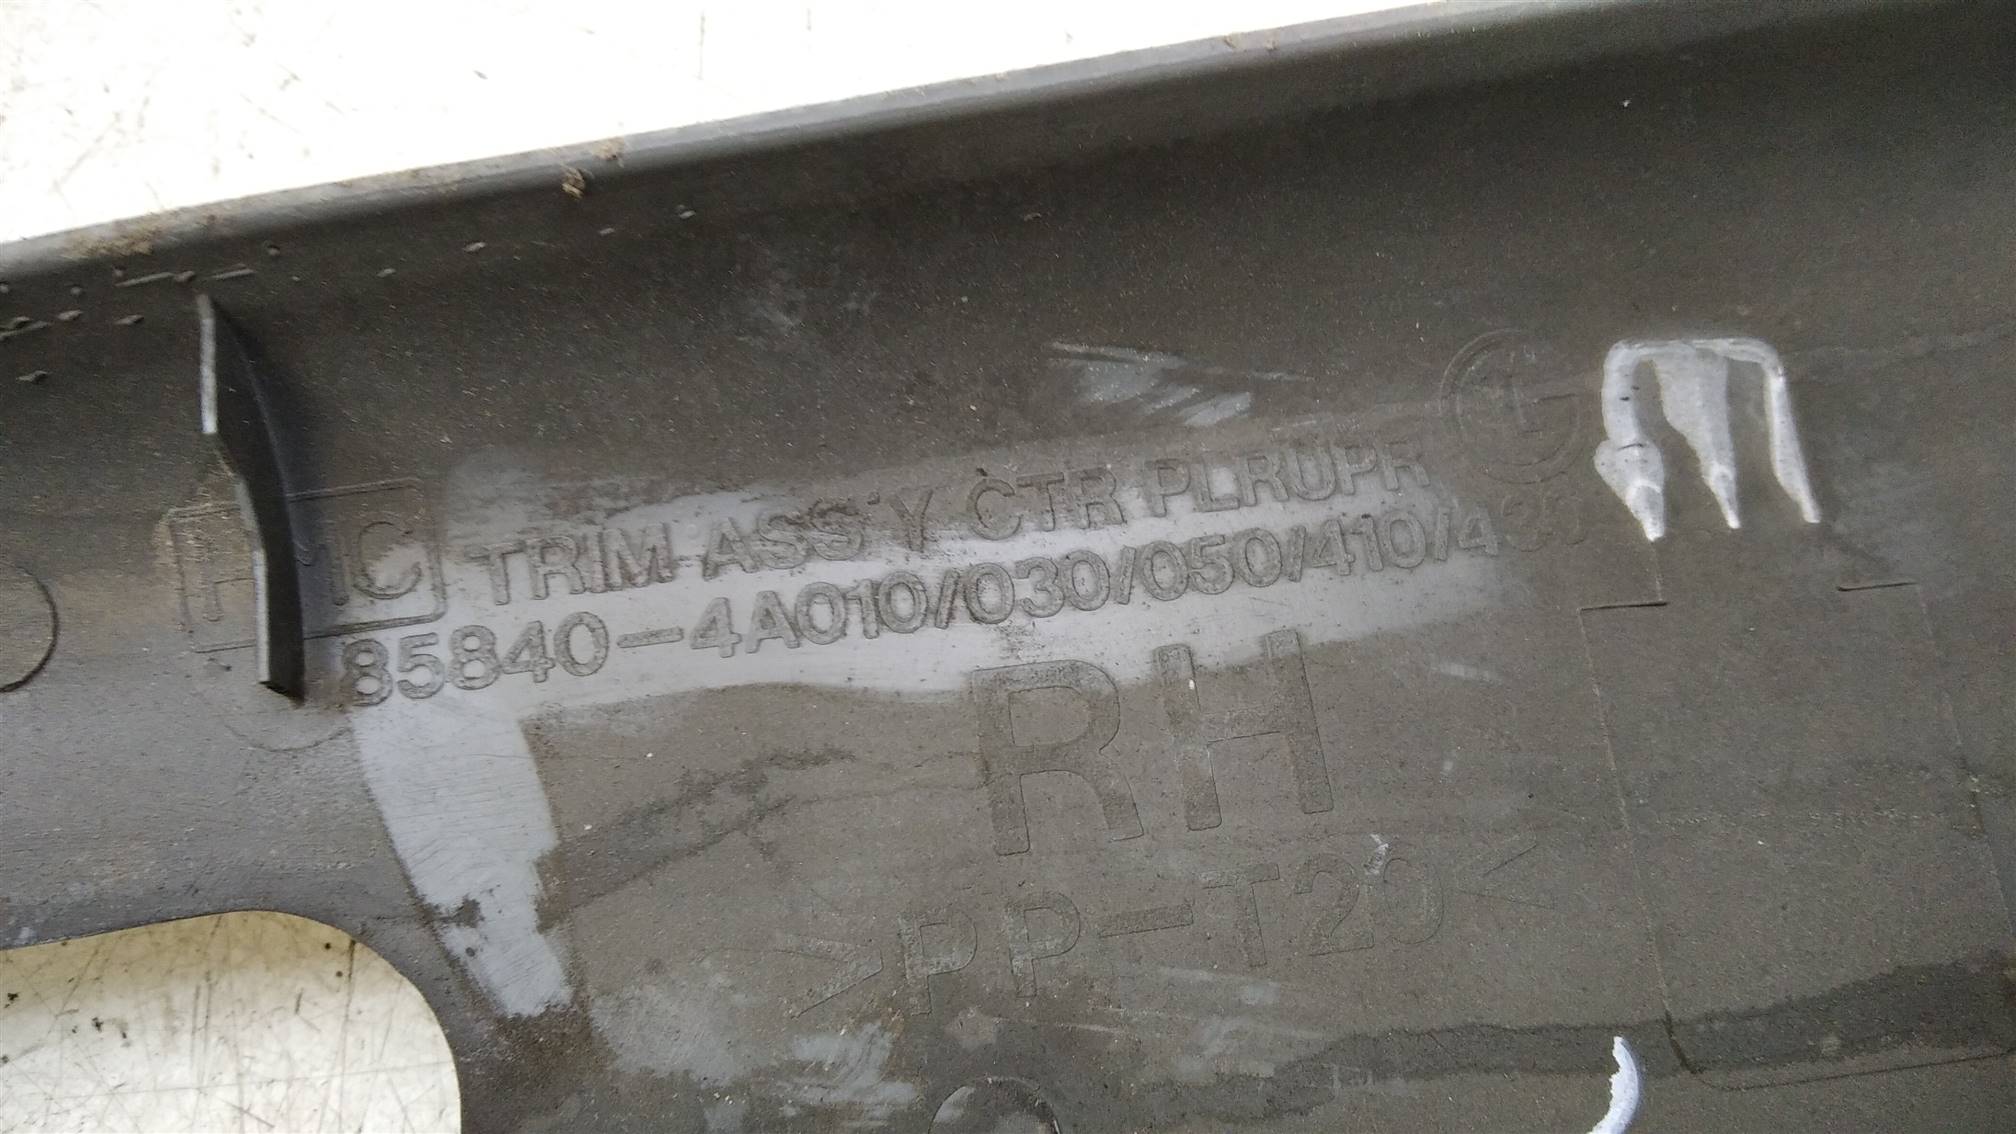 HMC TRIM ASS'Y CTR PLRUPR G
85840-4A010/030/050/410/430
RH
>PP-T20<